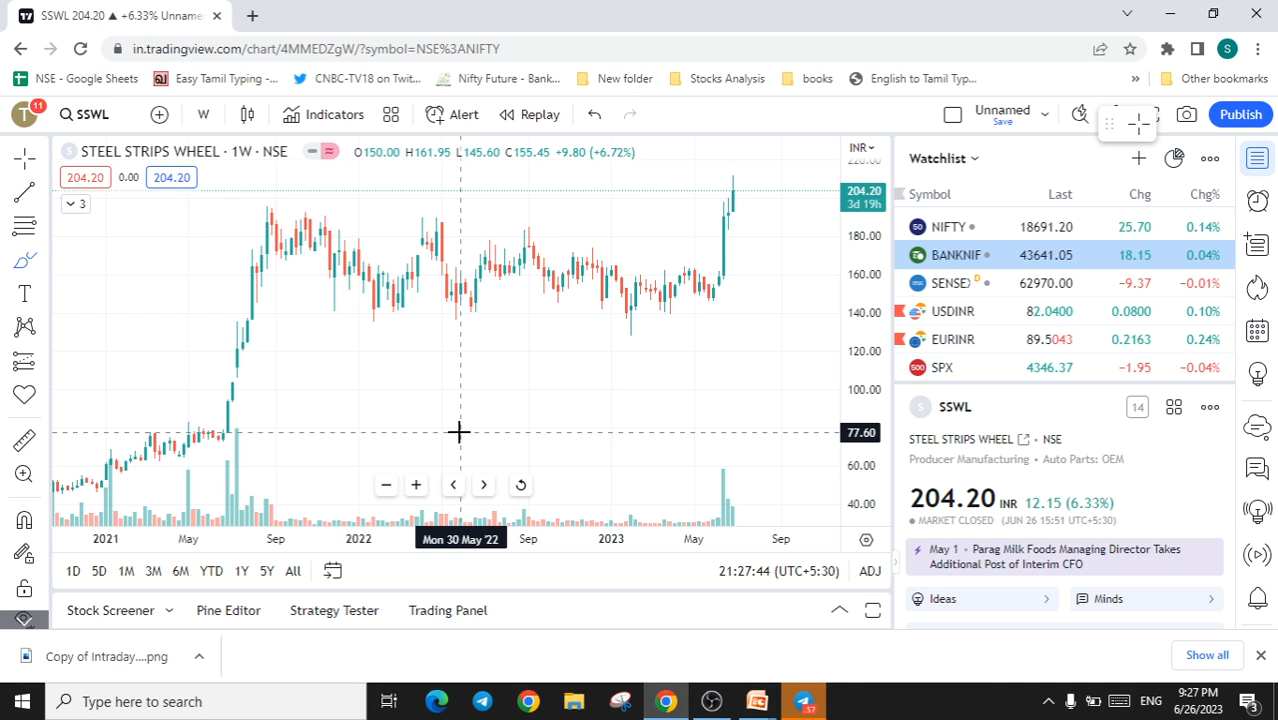 SSWL 204.20 ▲ +6.33% Unname
in.tradingview.com/chart/4MMEDZgW/?symbol=NSE%3ANIFTY
S
NSE - Google Sheets
Easy Tamil Typing -...
CNBC-TV18 on Twit...
Nifty Future - Bank...
New folder
Stocks Analysis
books
English to Tamil Typ...
»
Other bookmarks
T
11
SSWL
W
Indicators
Alert
Replay
Unnamed
Save
Publish
S
STEEL STRIPS WHEEL · 1W · NSE
O150.00 H161.95 L145.60 C155.45 +9.80 (+6.72%)
204.20
0.00
204.20
3
INR
220.00
204.20
3d 19h
180.00
160.00
140.00
120.00
100.00
77.60
60.00
40.00
2021
May
Sep
2022
Mon 30 May '22
Sep
2023
May
Sep
1D 5D 1M 3M 6M YTD 1Y 5Y All
21:27:44 (UTC+5:30)
ADJ
Stock Screener
Pine Editor
Strategy Tester
Trading Panel
Watchlist
Symbol Last Chg Chg%
50 NIFTY 18691.20 25.70 0.14%
BANKNIF 43641.05 18.15 0.04%
SENSEX D 62970.00 −9.37 −0.01%
USDINR 82.0400 0.0800 0.10%
EURINR 89.5043 0.2163 0.24%
500 SPX 4346.37 −1.95 −0.04%
S SSWL
14
STEEL STRIPS WHEEL • NSE
Producer Manufacturing • Auto Parts: OEM
204.20 INR 12.15 (6.33%)
MARKET CLOSED (JUN 26 15:51 UTC+5:30)
May 1 • Parag Milk Foods Managing Director Takes
Additional Post of Interim CFO
Ideas
Minds
Copy of Intraday....png
Show all
Type here to search
57
ENG
9:27 PM
6/26/2023
3